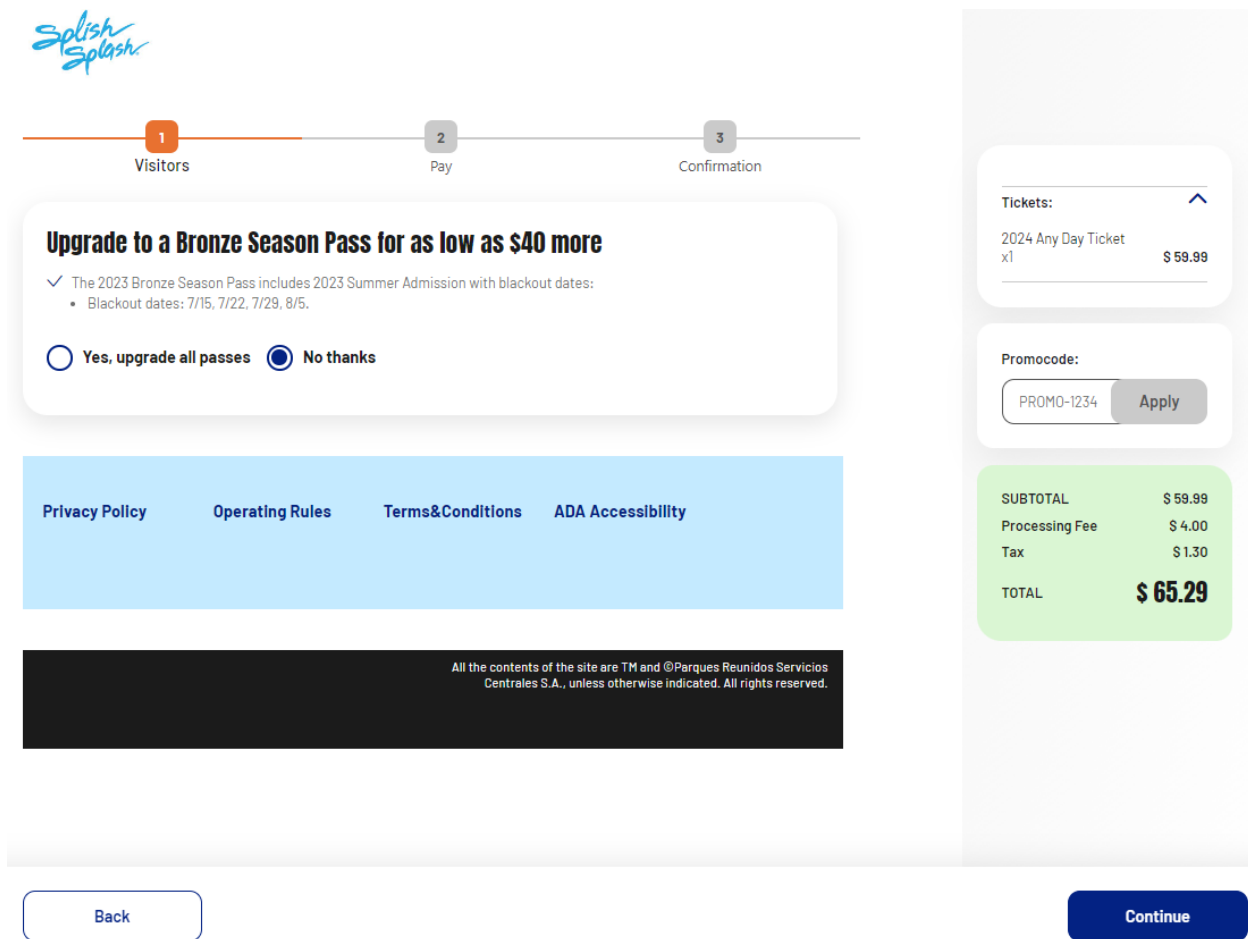 Splish
Splash
1
Visitors
2
Pay
3
Confirmation
Upgrade to a Bronze Season Pass for as low as $40 more
The 2023 Bronze Season Pass includes 2023 Summer Admission with blackout dates:
• Blackout dates: 7/15, 7/22, 7/29, 8/5.
Yes, upgrade all passes
No thanks
Privacy Policy
Operating Rules
Terms&Conditions
ADA Accessibility
All the contents of the site are TM and ©Parques Reunidos Servicios
Centrales S.A., unless otherwise indicated. All rights reserved.
Tickets:
2024 Any Day Ticket
x1 $ 59.99
Promocode:
PROMO-1234 Apply
SUBTOTAL $ 59.99
Processing Fee $ 4.00
Tax $ 1.30
TOTAL $ 65.29
Back
Continue